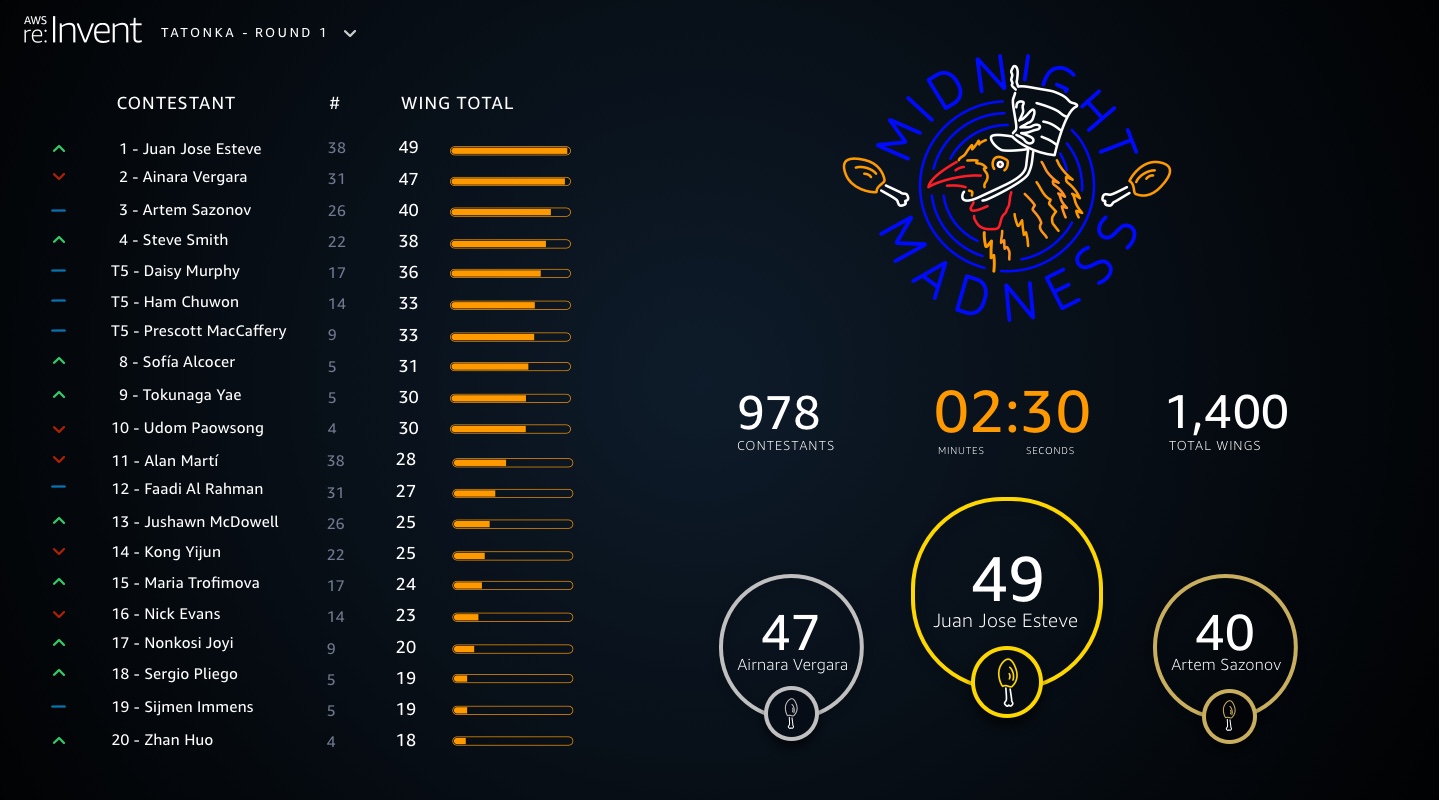 AWS
re:Invent TATONKA - ROUND 1
CONTESTANT # WING TOTAL
1 - Juan Jose Esteve 38 49
2 - Ainara Vergara 31 47
3 - Artem Sazonov 26 40
4 - Steve Smith 22 38
T5 - Daisy Murphy 17 36
T5 - Ham Chuwon 14 33
T5 - Prescott MacCaffery 9 33
8 - Sofía Alcocer 5 31
9 - Tokunaga Yae 5 30
10 - Udom Paowsong 4 30
11 - Alan Martí 38 28
12 - Faadi Al Rahman 31 27
13 - Jushawn McDowell 26 25
14 - Kong Yijun 22 25
15 - Maria Trofimova 17 24
16 - Nick Evans 14 23
17 - Nonkosi Joyi 9 20
18 - Sergio Pliego 5 19
19 - Sijmen Immens 5 19
20 - Zhan Huo 4 18
MIDNIGHT
MADNESS
978
CONTESTANTS
02:30
MINUTES SECONDS
1,400
TOTAL WINGS
47
Airnara Vergara
49
Juan Jose Esteve
40
Artem Sazonov